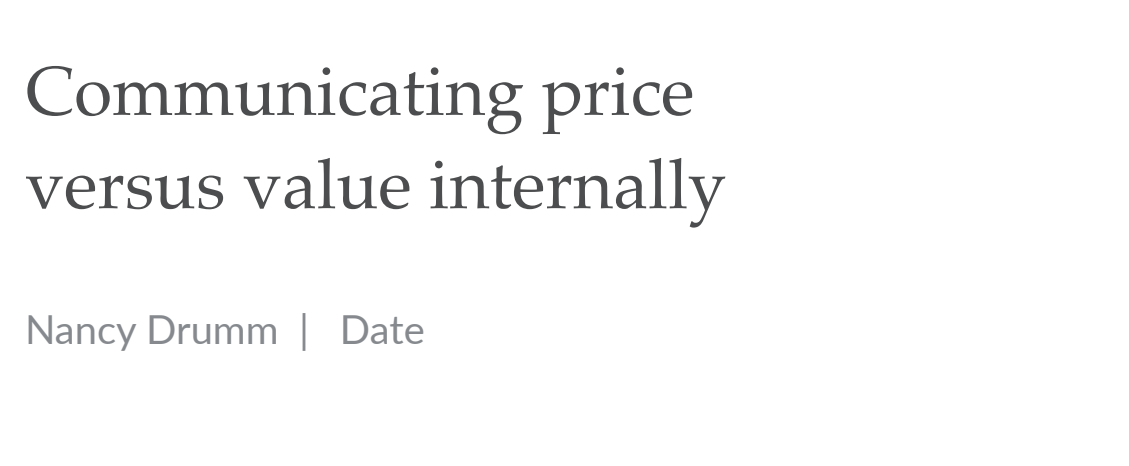 Communicating price
versus value internally
Nancy Drumm | Date